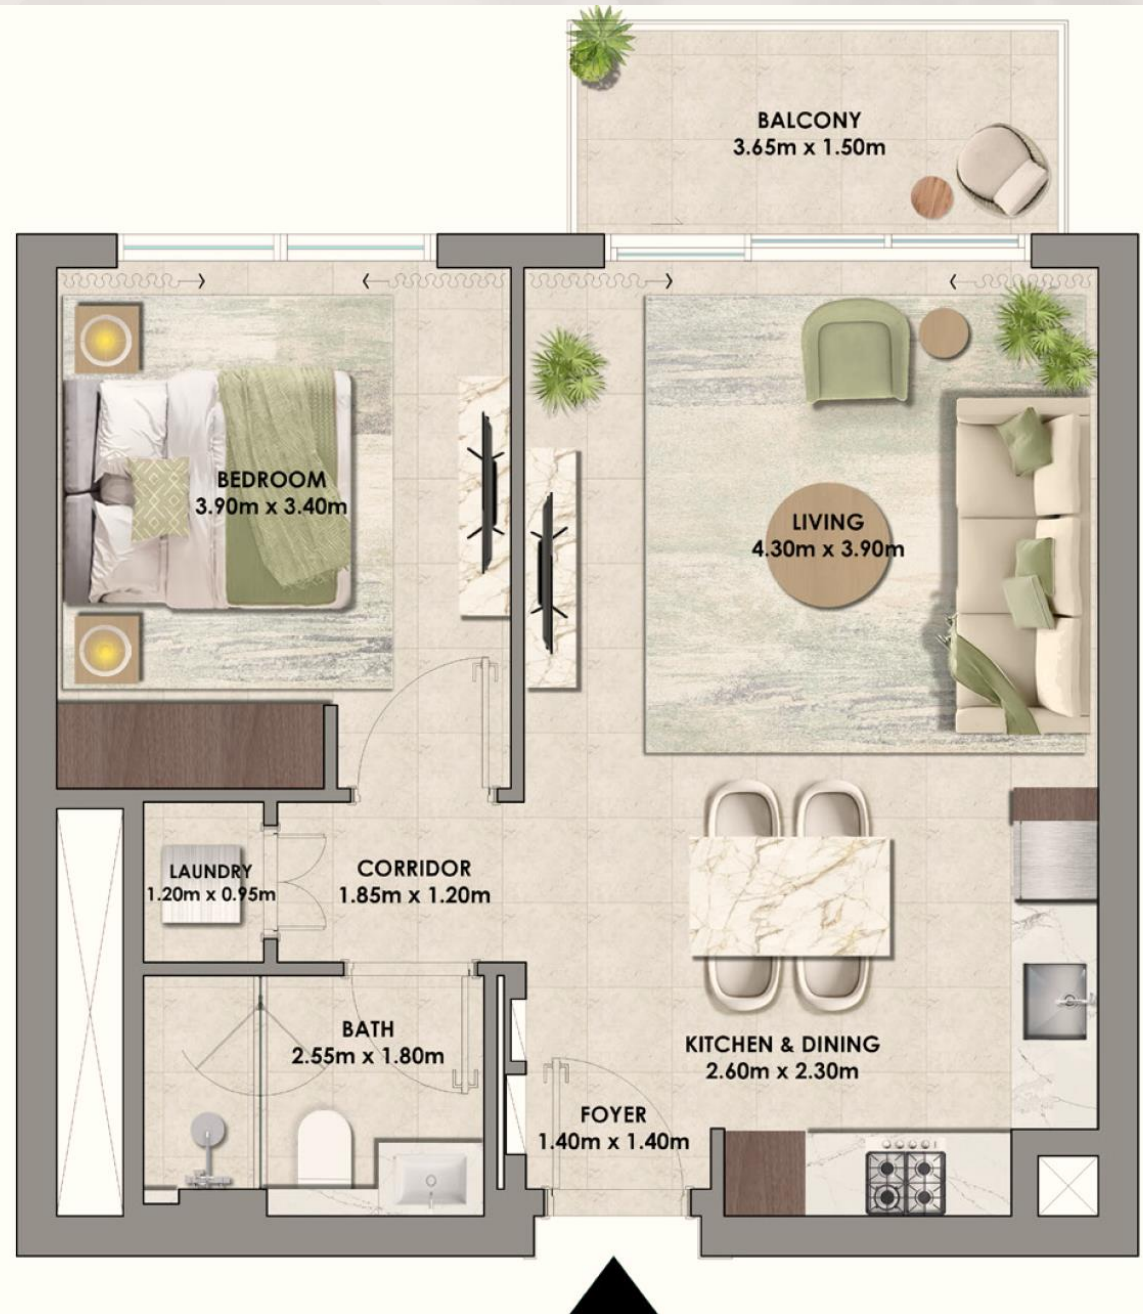 BALCONY
3.65m x 1.50m
BEDROOM
3.90m x 3.40m
LIVING
4.30m x 3.90m
LAUNDRY
1.20m x 0.95m
CORRIDOR
1.85m x 1.20m
BATH
2.55m x 1.80m
KITCHEN & DINING
2.60m x 2.30m
FOYER
1.40m x 1.40m